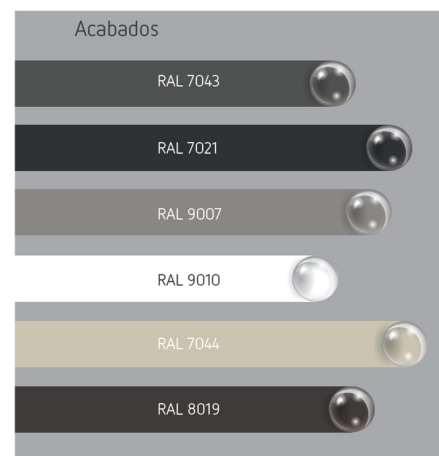 Acabados
RAL 7043
RAL 7021
RAL 9007
RAL 9010
RAL 7044
RAL 8019